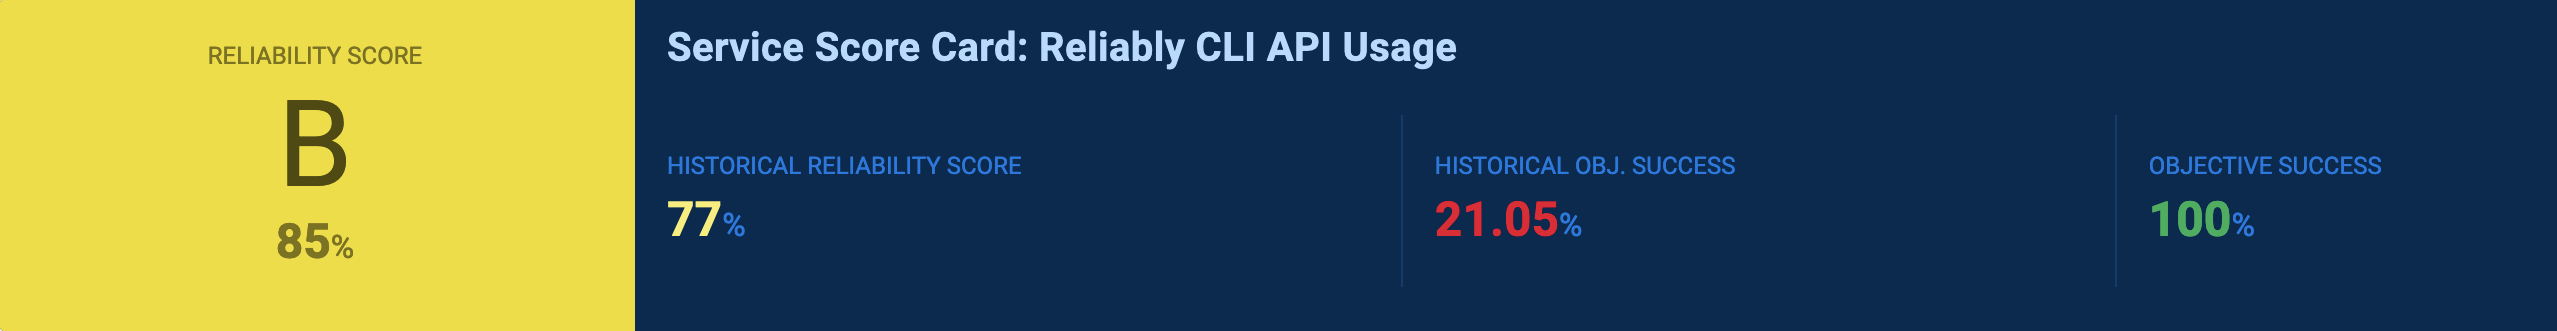 RELIABILITY SCORE
B
85%
Service Score Card: Reliably CLI API Usage
HISTORICAL RELIABILITY SCORE
77%
HISTORICAL OBJ. SUCCESS
21.05%
OBJECTIVE SUCCESS
100%